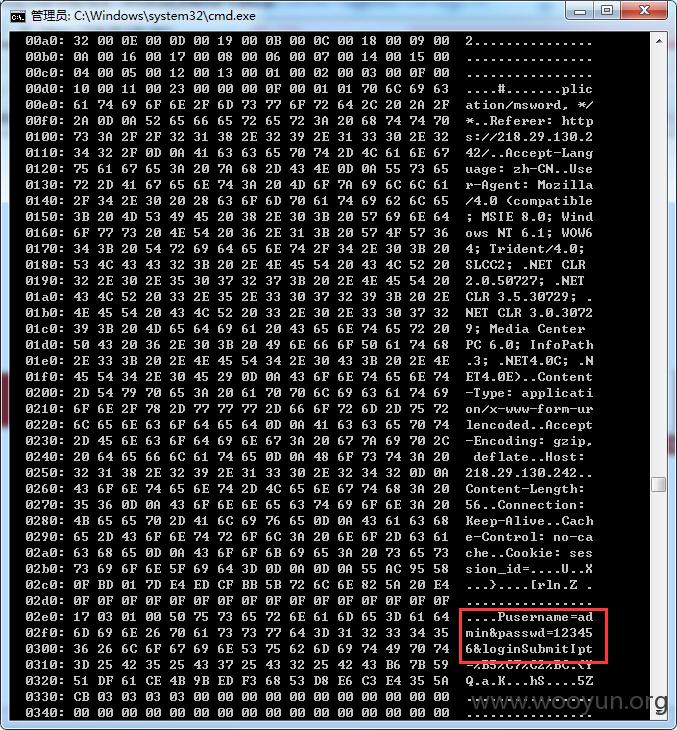 管理员: C:\Windows\system32\cmd.exe
00a0: 32 00 0E 00 0D 00 19 00 0B 00 0C 00 18 00 09 00 2...............
00b0: 0A 00 16 00 17 00 08 00 06 00 07 00 14 00 15 00 ................
00c0: 04 00 05 00 12 00 13 00 01 00 02 00 03 00 0F 00 ................
00d0: 10 00 11 00 23 00 00 00 0F 00 01 01 70 6C 69 63 ....#.......plic
00e0: 61 74 69 6F 6E 2F 6D 73 77 6F 72 64 2C 20 2A 2F ation/msword, */
00f0: 2A 0D 0A 52 65 66 65 72 65 72 3A 20 68 74 74 70 *..Referer: http
0100: 73 3A 2F 2F 32 31 38 2E 32 39 2E 31 33 30 2E 32 s://218.29.130.2
0110: 34 32 2F 0D 0A 41 63 63 65 70 74 2D 4C 61 6E 67 42/..Accept-Lang
0120: 75 61 67 65 3A 20 7A 68 2D 43 4E 0D 0A 55 73 65 uage: zh-CN..Use
0130: 72 2D 41 67 65 6E 74 3A 20 4D 6F 7A 69 6C 6C 61 r-Agent: Mozilla
0140: 2F 34 2E 30 20 28 63 6F 6D 70 61 74 69 62 6C 65 /4.0 (compatible
0150: 3B 20 4D 53 49 45 20 38 2E 30 3B 20 57 69 6E 64 ; MSIE 8.0; Wind
0160: 6F 77 73 20 4E 54 20 36 2E 31 3B 20 57 4F 57 36 ows NT 6.1; WOW6
0170: 34 3B 20 54 72 69 64 65 6E 74 2F 34 2E 30 3B 20 4; Trident/4.0;
0180: 53 4C 43 43 32 3B 20 2E 4E 45 54 20 43 4C 52 20 SLCC2; .NET CLR
0190: 32 2E 30 2E 35 30 37 32 37 3B 20 2E 4E 45 54 20 2.0.50727; .NET
01a0: 43 4C 52 20 33 2E 35 2E 33 30 37 32 39 3B 20 2E CLR 3.5.30729; .
01b0: 4E 45 54 20 43 4C 52 20 33 2E 30 2E 33 30 37 32 NET CLR 3.0.3072
01c0: 39 3B 20 4D 65 64 69 61 20 43 65 6E 74 65 72 20 9; Media Center
01d0: 50 43 20 36 2E 30 3B 20 49 6E 66 6F 50 61 74 68 PC 6.0; InfoPath
01e0: 2E 33 3B 20 2E 4E 45 54 34 2E 30 43 3B 20 2E 4E .3; .NET4.0C; .N
01f0: 45 54 34 2E 30 45 29 0D 0A 43 6F 6E 74 65 6E 74 ET4.0E)..Content
0200: 2D 54 79 70 65 3A 20 61 70 70 6C 69 63 61 74 69 -Type: applicati
0210: 6F 6E 2F 78 2D 77 77 77 2D 66 6F 72 6D 2D 75 72 on/x-www-form-ur
0220: 6C 65 6E 63 6F 64 65 64 0D 0A 41 63 63 65 70 74 lencoded..Accept
0230: 2D 45 6E 63 6F 64 69 6E 67 3A 20 67 7A 69 70 2C -Encoding: gzip,
0240: 20 64 65 66 6C 61 74 65 0D 0A 48 6F 73 74 3A 20 deflate..Host:
0250: 32 31 38 2E 32 39 2E 31 33 30 2E 32 34 32 0D 0A 218.29.130.242..
0260: 43 6F 6E 74 65 6E 74 2D 4C 65 6E 67 74 68 3A 20 Content-Length:
0270: 35 36 0D 0A 43 6F 6E 6E 65 63 74 69 6F 6E 3A 20 56..Connection:
0280: 4B 65 65 70 2D 41 6C 69 76 65 0D 0A 43 61 63 68 Keep-Alive..Cach
0290: 65 2D 43 6F 6E 74 72 6F 6C 3A 20 6E 6F 2D 63 61 e-Control: no-ca
02a0: 63 68 65 0D 0A 43 6F 6F 6B 69 65 3A 20 73 65 73 che..Cookie: ses
02b0: 73 69 6F 6E 5F 69 64 3D 0D 0A 0D 0A 55 AC 95 58 session_id=....U..X
02c0: 0F BD 01 7D E4 ED CF BB 5B 72 6C 6E 82 5A 20 E4 ...}....[rln.Z .
02d0: 0F 0F 0F 0F 0F 0F 0F 0F 0F 0F 0F 0F 0F 0F 0F 0F ................
02e0: 17 03 01 00 50 75 73 65 72 6E 61 6D 65 3D 61 64 ....Pusername=ad
02f0: 6D 69 6E 26 70 61 73 73 77 64 3D 31 32 33 34 35 min&passwd=12345
0300: 36 26 6C 6F 67 69 6E 53 75 62 6D 69 74 49 70 74 6&loginSubmitIpt
0310: 3D 25 42 35 25 43 37 25 43 32 25 42 43 B6 7B 59 =%B5%C7%C2%BC.{Y
0320: 51 DF 61 CE 4B 9B ED F3 68 53 D8 E6 C3 E4 35 5A Q.a.K...hS....5Z
0330: CB 03 03 03 03 00 00 00 00 00 00 00 00 00 00 00 ................
0340: 00 00 00 00 00 00 00 00 00 00 00 00 00 00 00 00 ................
www.wooyun.org